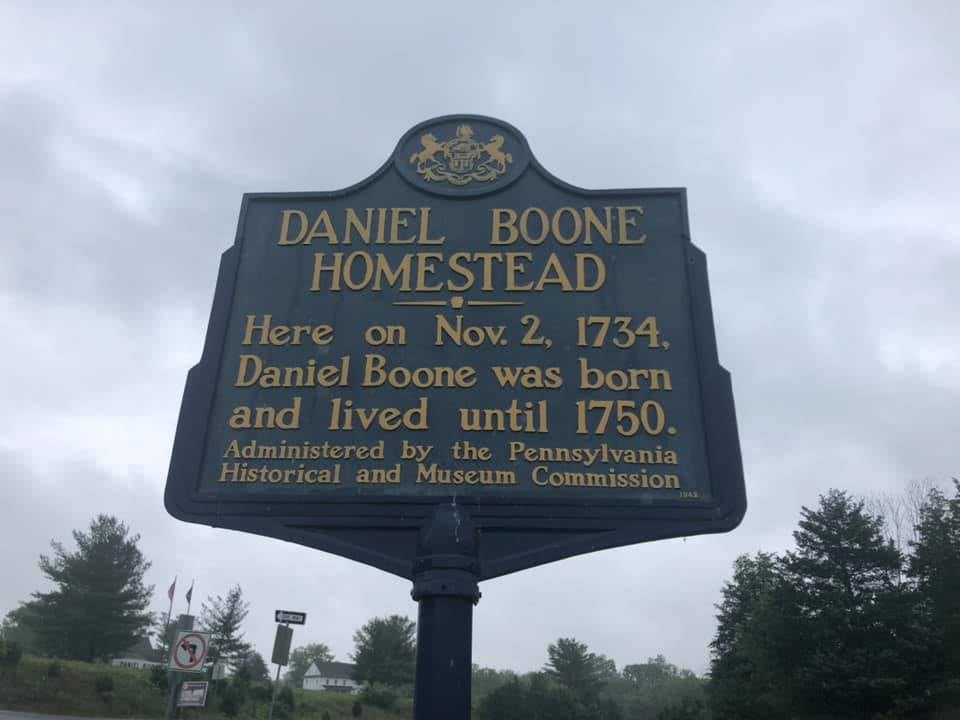 DANIEL BOONE
HOMESTEAD
Here on Nov. 2, 1734,
Daniel Boone was born
and lived until 1750.
Administered by the Pennsylvania
Historical and Museum Commission